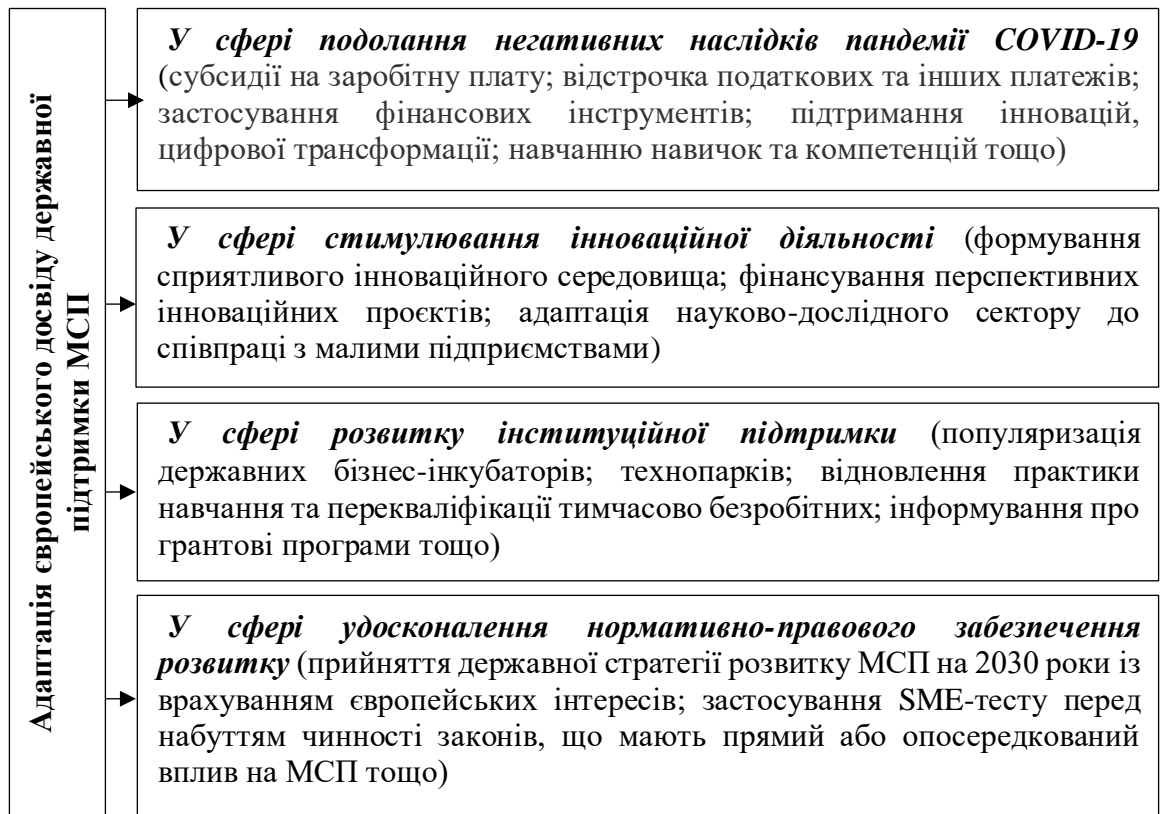 Адаптація європейського досвіду державної
підтримки МСП
У сфері подолання негативних наслідків пандемії COVID-19
(субсидії на заробітну плату; відстрочка податкових та інших платежів;
застосування фінансових інструментів; підтримання інновацій,
цифрової трансформації; навчанню навичок та компетенцій тощо)
У сфері стимулювання інноваційної діяльності (формування
сприятливого інноваційного середовища; фінансування перспективних
інноваційних проєктів; адаптація науково-дослідного сектору до
співпраці з малими підприємствами)
У сфері розвитку інституційної підтримки (популяризація
державних бізнес-інкубаторів; технопарків; відновлення практики
навчання та перекваліфікації тимчасово безробітних; інформування про
грантові програми тощо)
У сфері удосконалення нормативно-правового забезпечення
розвитку (прийняття державної стратегії розвитку МСП на 2030 роки із
врахуванням європейських інтересів; застосування SME-тесту перед
набуттям чинності законів, що мають прямий або опосередкований
вплив на МСП тощо)